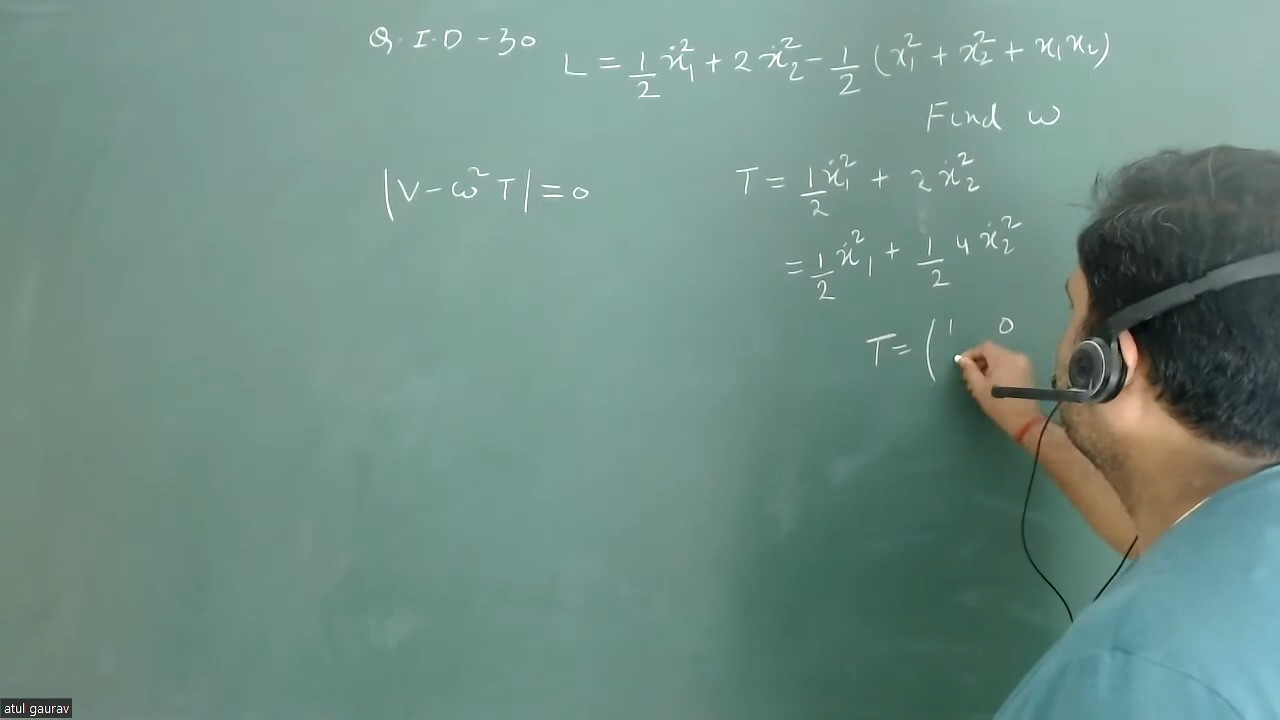 Q.I.D - 30
L = 1/2 ẋ₁² + 2 ẋ₂² - 1/2 (x₁² + x₂² + x₁x₂)
Find ω
|V - ω² T| = 0
T = 1/2 ẋ₁² + 2 ẋ₂²
= 1/2 ẋ₁² + 1/2 4 ẋ₂²
T = ( 1 0
atul gaurav